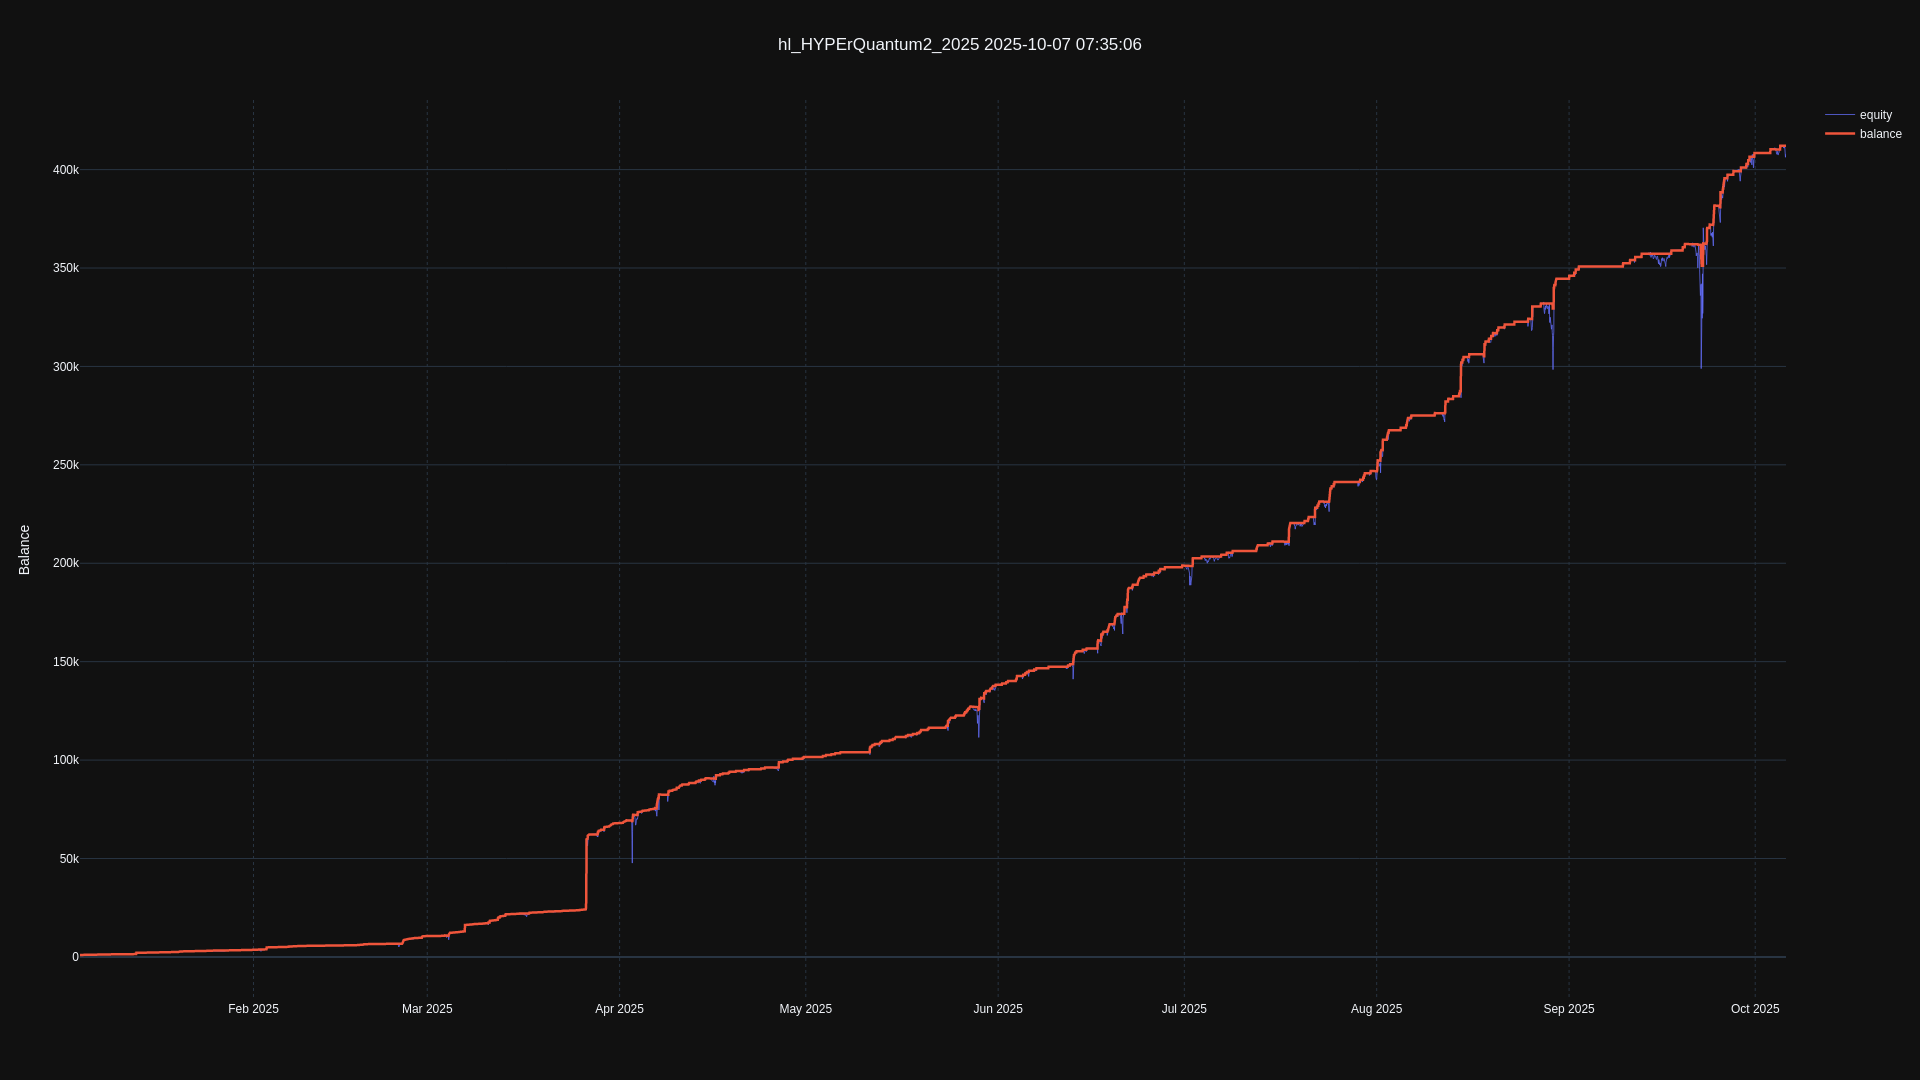 hl_HYPErQuantum2_2025 2025-10-07 07:35:06
equity
balance
Balance
400k
350k
300k
250k
200k
150k
100k
50k
0
Feb 2025
Mar 2025
Apr 2025
May 2025
Jun 2025
Jul 2025
Aug 2025
Sep 2025
Oct 2025